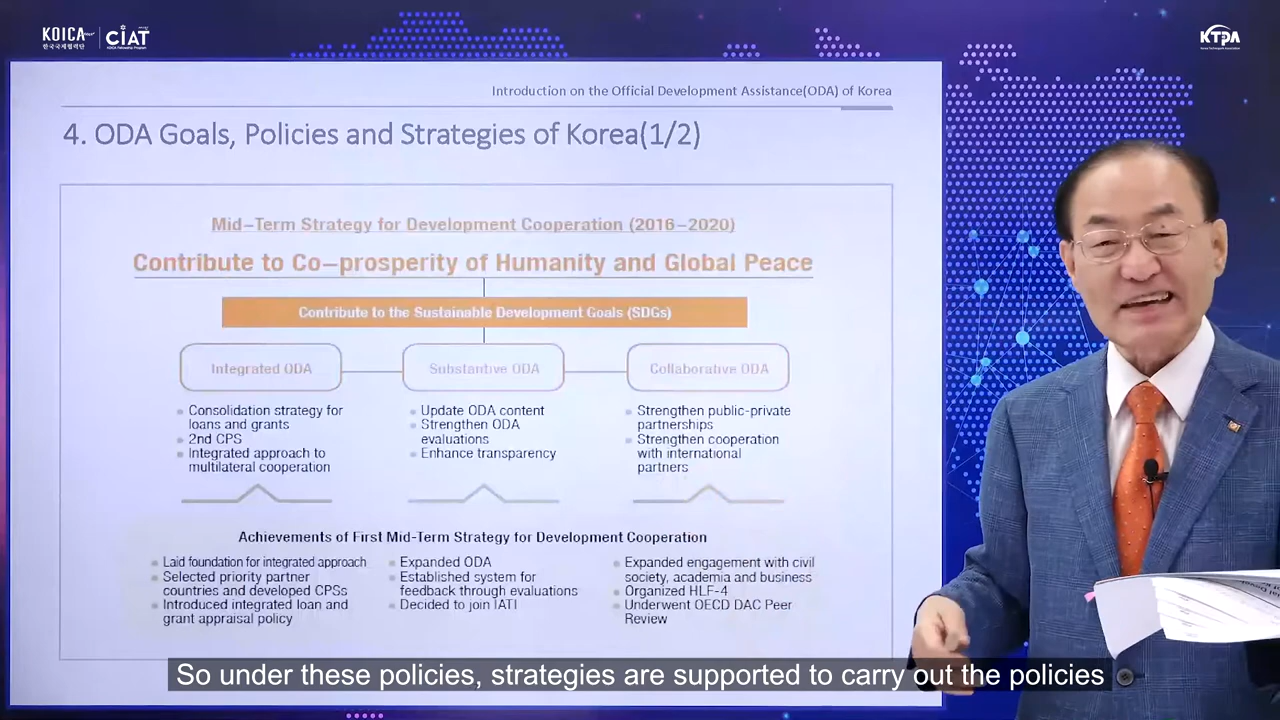 KOICA
한국국제협력단
CIAT
KOICA Fellowship Program
KTPA
Korea Technopark Association
Introduction on the Official Development Assistance(ODA) of Korea
4. ODA Goals, Policies and Strategies of Korea(1/2)
Mid-Term Strategy for Development Cooperation (2016-2020)
Contribute to Co-prosperity of Humanity and Global Peace
Contribute to the Sustainable Development Goals (SDGs)
Integrated ODA
Consolidation strategy for
loans and grants
2nd CPS
Integrated approach to
multilateral cooperation
Substantive ODA
Update ODA content
Strengthen ODA
evaluations
Enhance transparency
Collaborative ODA
Strengthen public-private
partnerships
Strengthen cooperation
with international
partners
Achievements of First Mid-Term Strategy for Development Cooperation
Laid foundation for integrated approach
Selected priority partner
countries and developed CPSs
Introduced integrated loan and
grant appraisal policy
Expanded ODA
Established system for
feedback through evaluations
Decided to join IATI
Expanded engagement with civil
society, academia and business
Organized HLF-4
Underwent OECD DAC Peer
Review
So under these policies, strategies are supported to carry out the policies